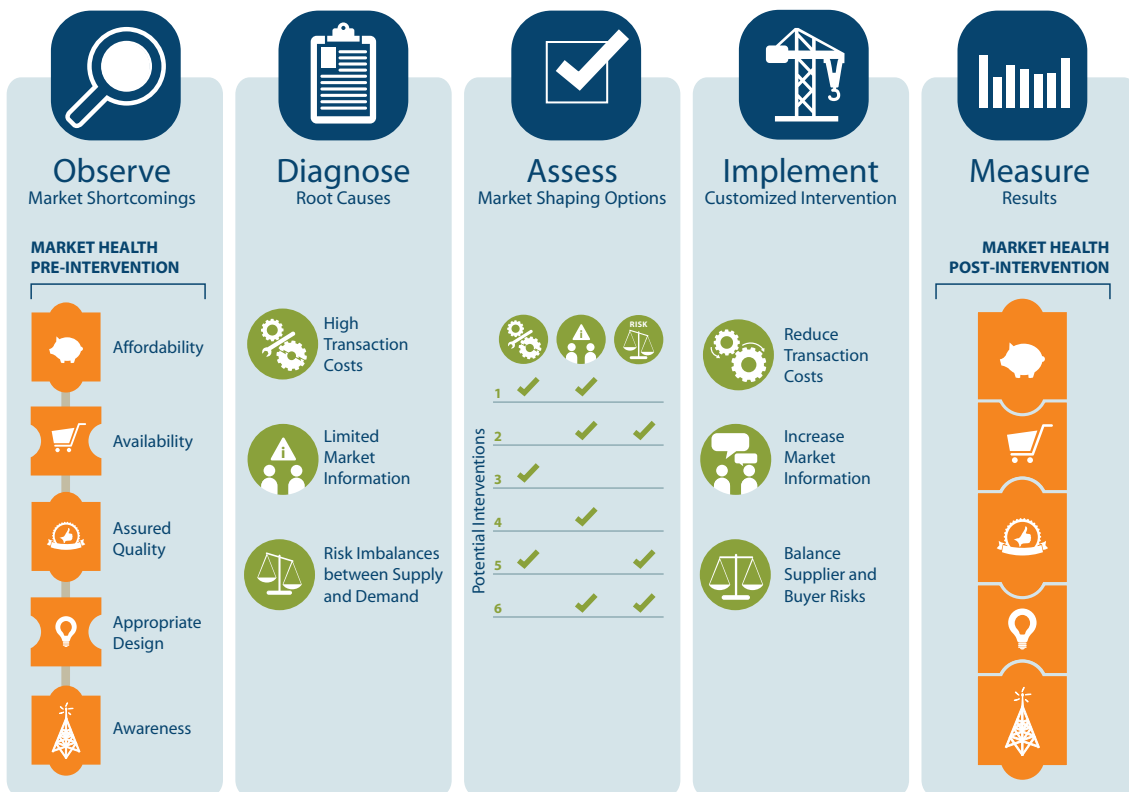 Observe
Market Shortcomings
MARKET HEALTH
PRE-INTERVENTION
Affordability
Availability
Assured
Quality
Appropriate
Design
Awareness
Diagnose
Root Causes
High
Transaction
Costs
Limited
Market
Information
Risk Imbalances
between Supply
and Demand
Assess
Market Shaping Options
RISK
Potential Interventions
1
2
3
4
5
6
Implement
Customized Intervention
Reduce
Transaction
Costs
Increase
Market
Information
Balance
Supplier and
Buyer Risks
Measure
Results
MARKET HEALTH
POST-INTERVENTION